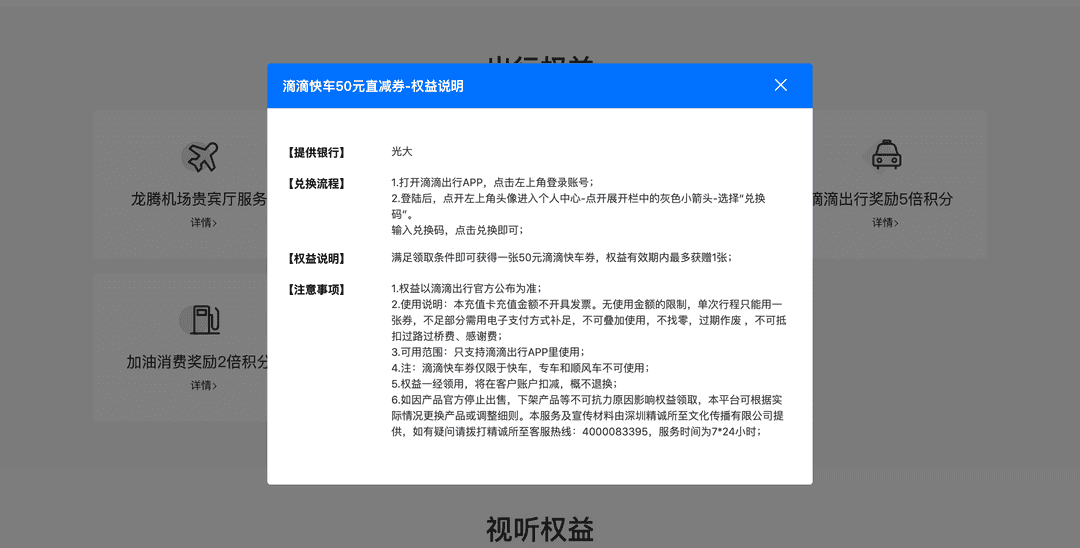 出行权益
滴滴快车50元直减券-权益说明
【提供银行】 光大
【兑换流程】 1.打开滴滴出行APP，点击左上角登录账号；
2.登陆后，点开左上角头像进入个人中心-点开展开栏中的灰色小箭头-选择“兑换
码”。
输入兑换码，点击兑换即可；
【权益说明】 满足领取条件即可获得一张50元滴滴快车券，权益有效期内最多获赠1张；
【注意事项】 1.权益以滴滴出行官方公布为准；
2.使用说明：本充值卡充值金额不开具发票。无使用金额的限制，单次行程只能用一
张券，不足部分需用电子支付方式补足，不可叠加使用，不找零，过期作废 ，不可抵
扣过路过桥费、感谢费；
3.可用范围：只支持滴滴出行APP里使用；
4.注：滴滴快车券仅限于快车，专车和顺风车不可使用；
5.权益一经领用，将在客户账户扣减，概不退换；
6.如因产品官方停止出售，下架产品等不可抗力原因影响权益领取，本平台可根据实
际情况更换产品或调整细则。本服务及宣传材料由深圳精诚所至文化传播有限公司提
供，如有疑问请拨打精诚所至客服热线：4000083395，服务时间为7*24小时；
龙腾机场贵宾厅服务
详情>
滴滴出行奖励5倍积分
详情>
加油消费奖励2倍积分
详情>
视听权益